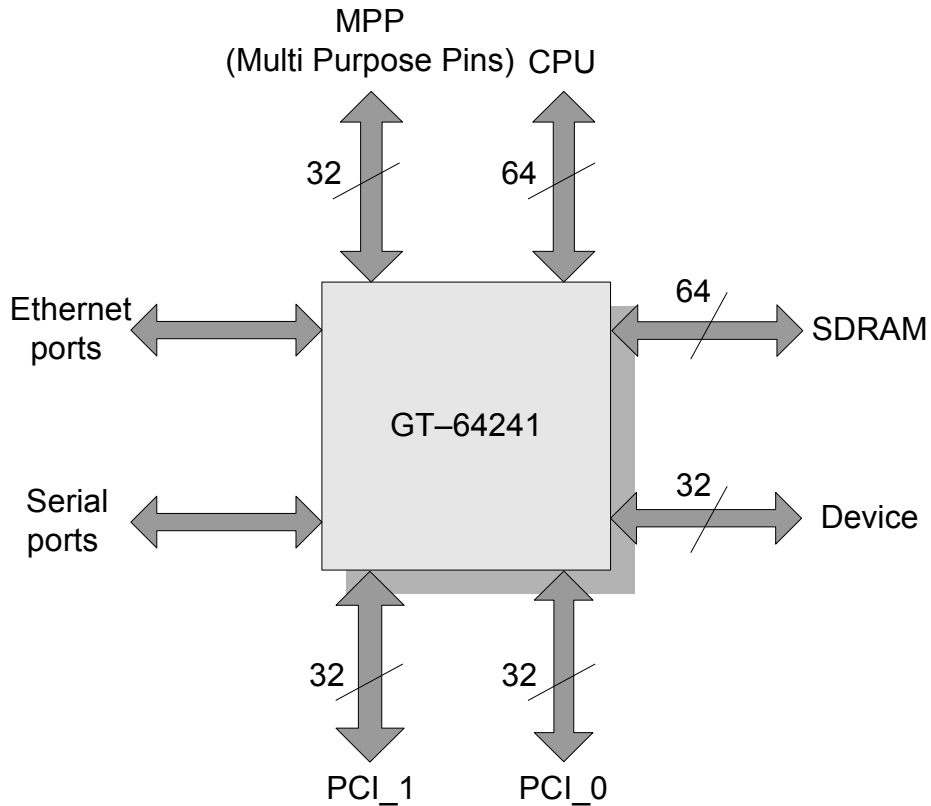 MPP
(Multi Purpose Pins) CPU
32
64
Ethernet
ports
64
SDRAM
GT–64241
Serial
ports
32
Device
32
32
PCI_1
PCI_0